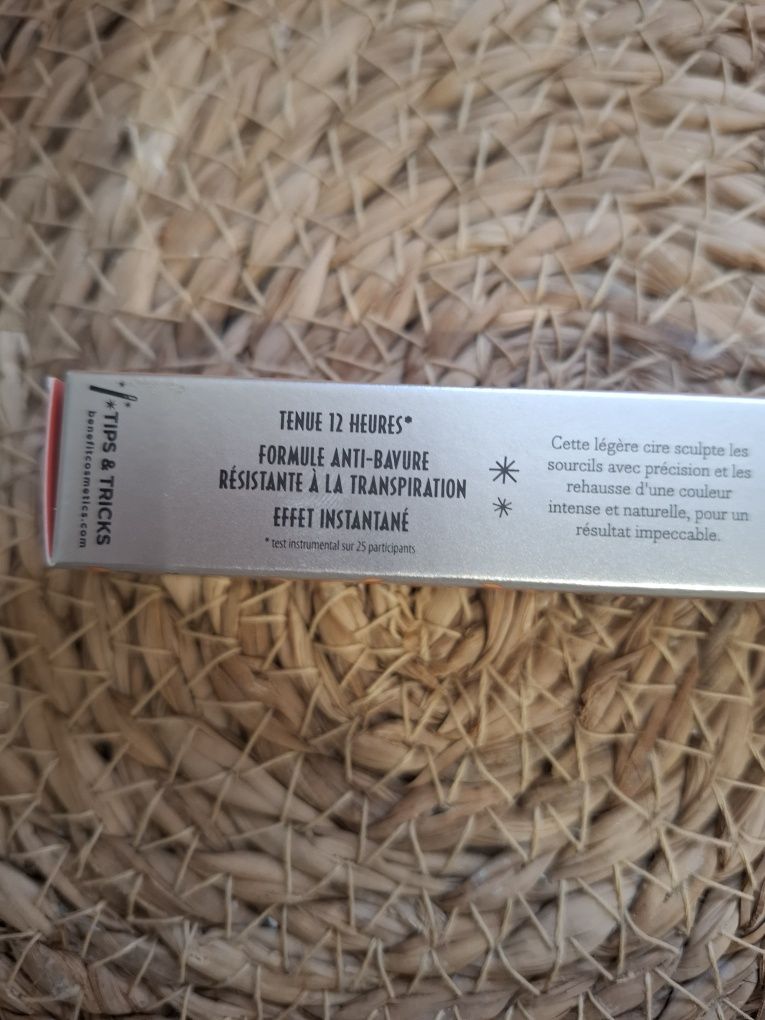 *TIPS & TRICKS
benefitcosmetics.com
TENUE 12 HEURES*
FORMULE ANTI-BAVURE
RÉSISTANTE À LA TRANSPIRATION
EFFET INSTANTANÉ
* test instrumental sur 25 participants
Cette légère cire sculpte les
sourcils avec précision et les
rehausse d'une couleur
intense et naturelle, pour un
résultat impeccable.